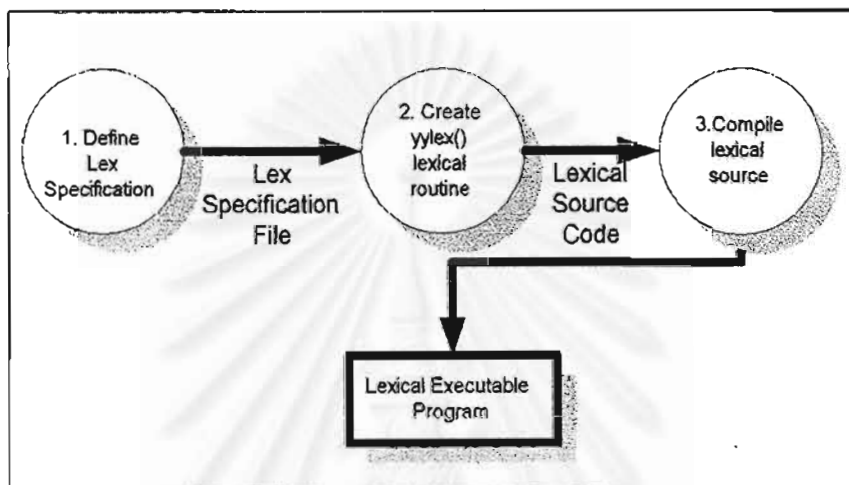 1. Define
Lex
Specification
Lex
Specification
File
2. Create
yylex()
lexical
routine
Lexical
Source
Code
3.Compile
lexical
source
Lexical Executable
Program